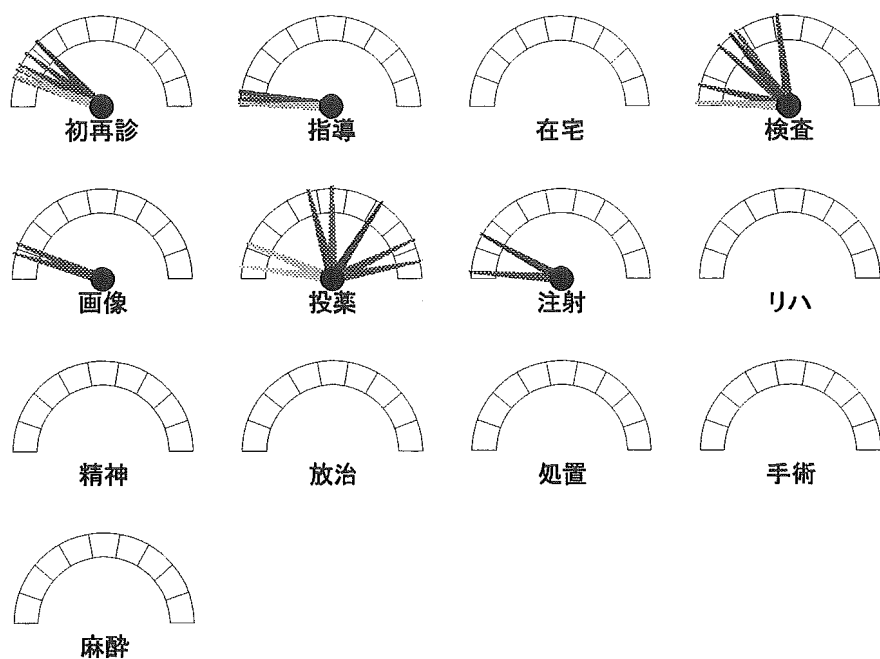 初再診
指導
在宅
検査
画像
投薬
注射
リハ
精神
放治
処置
手術
麻酔